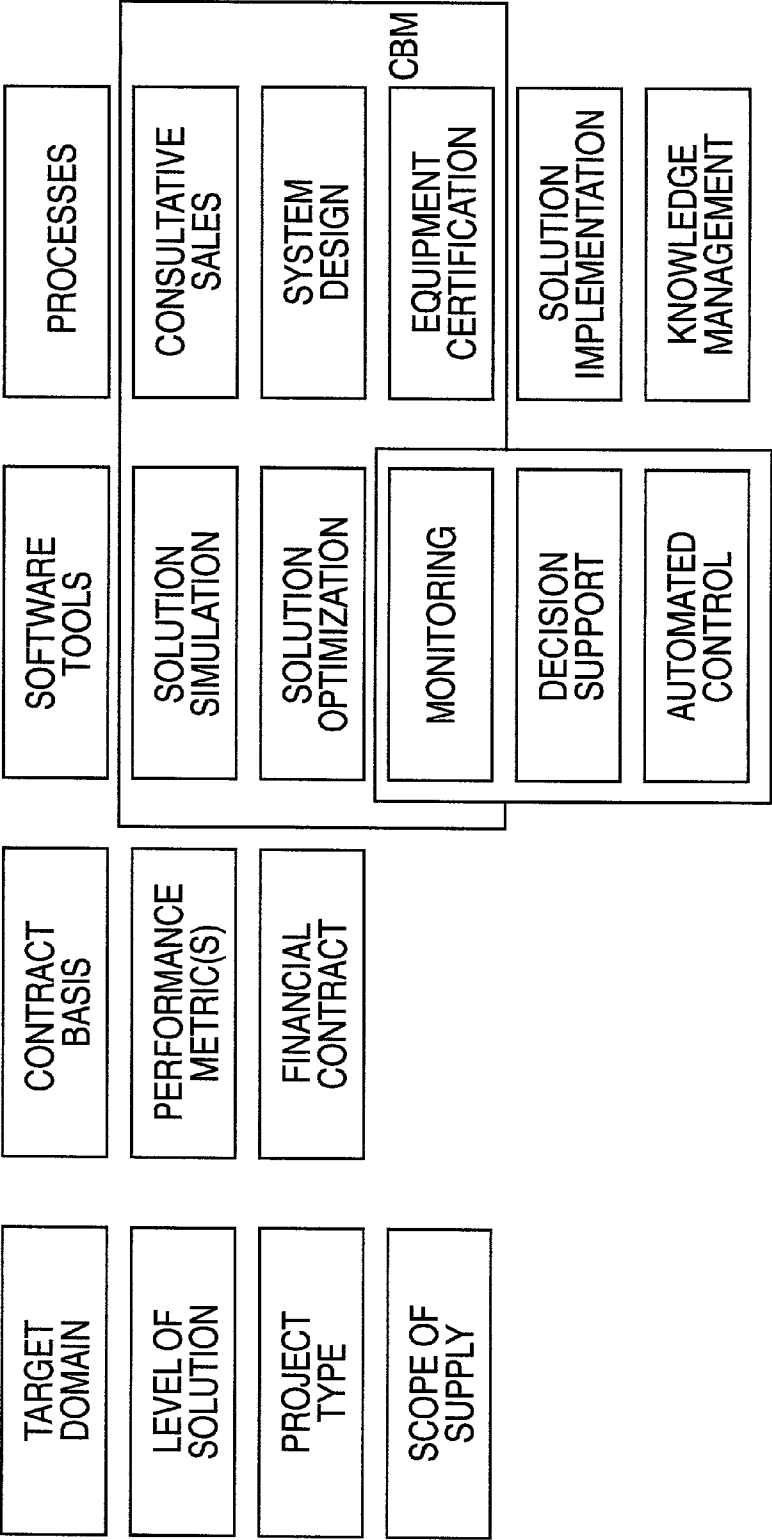 TARGET
DOMAIN
CONTRACT
BASIS
SOFTWARE
TOOLS
PROCESSES
LEVEL OF
SOLUTION
PERFORMANCE
METRIC(S)
SOLUTION
SIMULATION
CONSULTATIVE
SALES
PROJECT
TYPE
FINANCIAL
CONTRACT
SOLUTION
OPTIMIZATION
SYSTEM
DESIGN
SCOPE OF
SUPPLY
MONITORING
EQUIPMENT
CERTIFICATION
CBM
DECISION
SUPPORT
SOLUTION
IMPLEMENTATION
AUTOMATED
CONTROL
KNOWLEDGE
MANAGEMENT